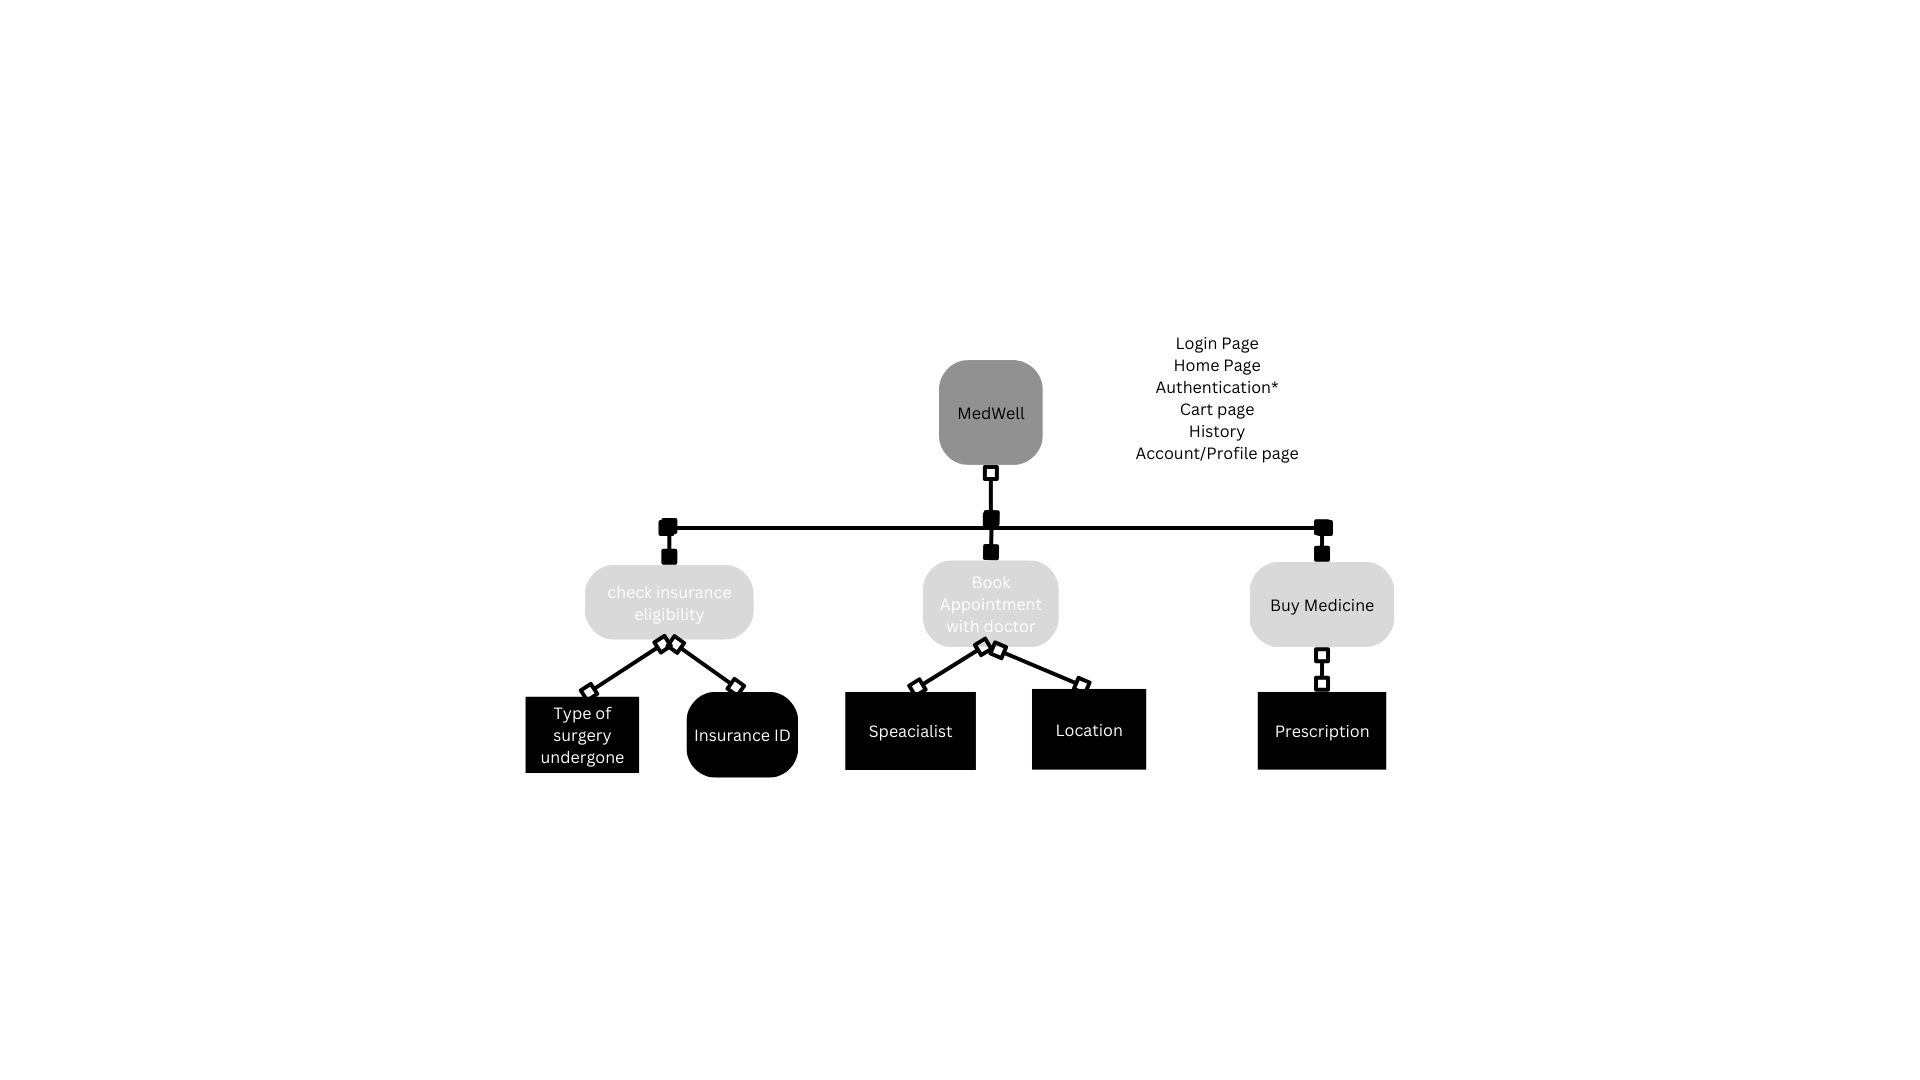 Login Page
Home Page
Authentication*
Cart page
History
Account/Profile page
MedWell
check insurance
eligibility
Book
Appointment
with doctor
Buy Medicine
Type of
surgery
undergone
Insurance ID
Speacialist
Location
Prescription